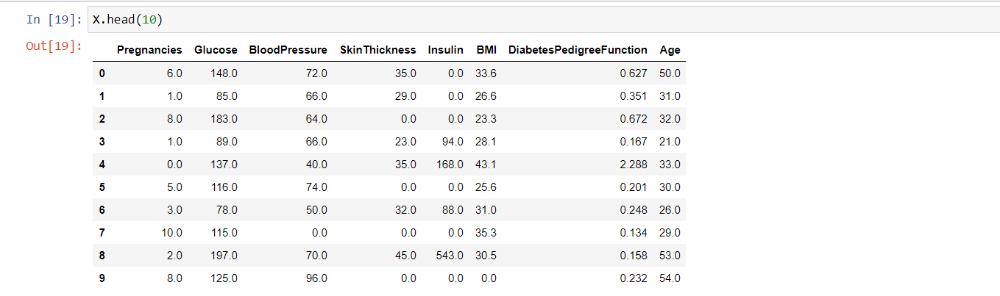 In [19]: X.head(10)
Out[19]:
Pregnancies Glucose BloodPressure SkinThickness Insulin BMI DiabetesPedigreeFunction Age
0 6.0 148.0 72.0 35.0 0.0 33.6 0.627 50.0
1 1.0 85.0 66.0 29.0 0.0 26.6 0.351 31.0
2 8.0 183.0 64.0 0.0 0.0 23.3 0.672 32.0
3 1.0 89.0 66.0 23.0 94.0 28.1 0.167 21.0
4 0.0 137.0 40.0 35.0 168.0 43.1 2.288 33.0
5 5.0 116.0 74.0 0.0 0.0 25.6 0.201 30.0
6 3.0 78.0 50.0 32.0 88.0 31.0 0.248 26.0
7 10.0 115.0 0.0 0.0 0.0 35.3 0.134 29.0
8 2.0 197.0 70.0 45.0 543.0 30.5 0.158 53.0
9 8.0 125.0 96.0 0.0 0.0 0.0 0.232 54.0